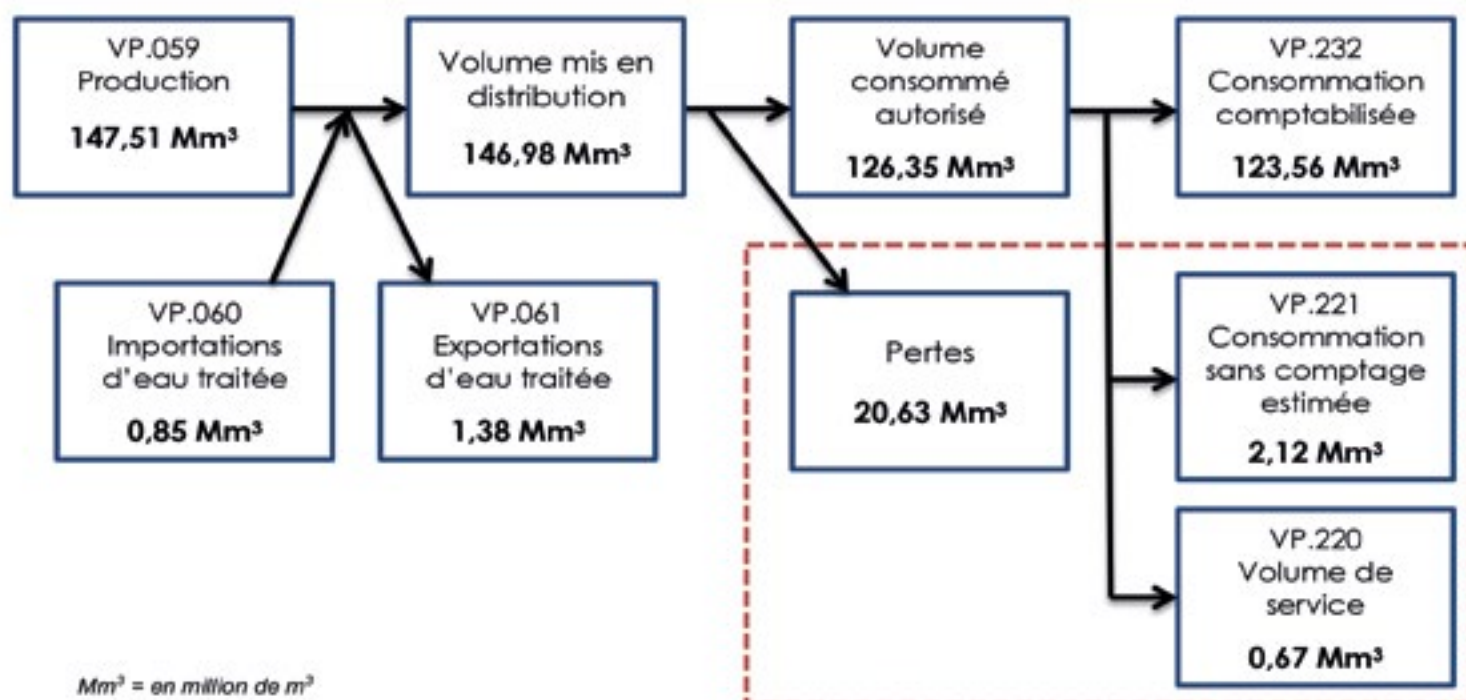 VP.059
Production
147,51 Mm³
Volume mis en
distribution
146,98 Mm³
Volume
consommé
autorisé
126,35 Mm³
VP.232
Consommation
comptabilisée
123,56 Mm³
VP.060
Importations
d'eau traitée
0,85 Mm³
VP.061
Exportations
d'eau traitée
1,38 Mm³
Pertes
20,63 Mm³
VP.221
Consommation
sans comptage
estimée
2,12 Mm³
VP.220
Volume de
service
0,67 Mm³
Mm³ = en million de m³